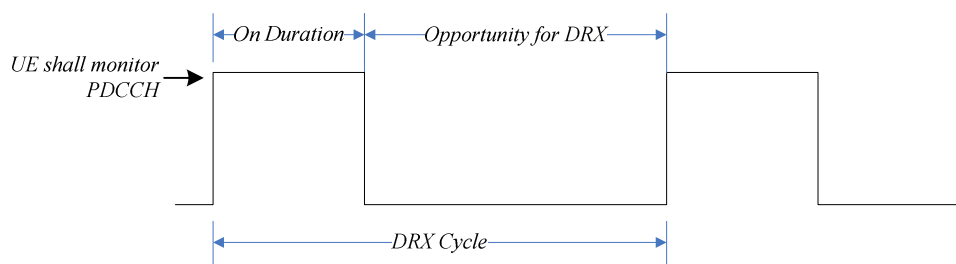 On Duration
Opportunity for DRX
UE shall monitor
PDCCH
DRX Cycle